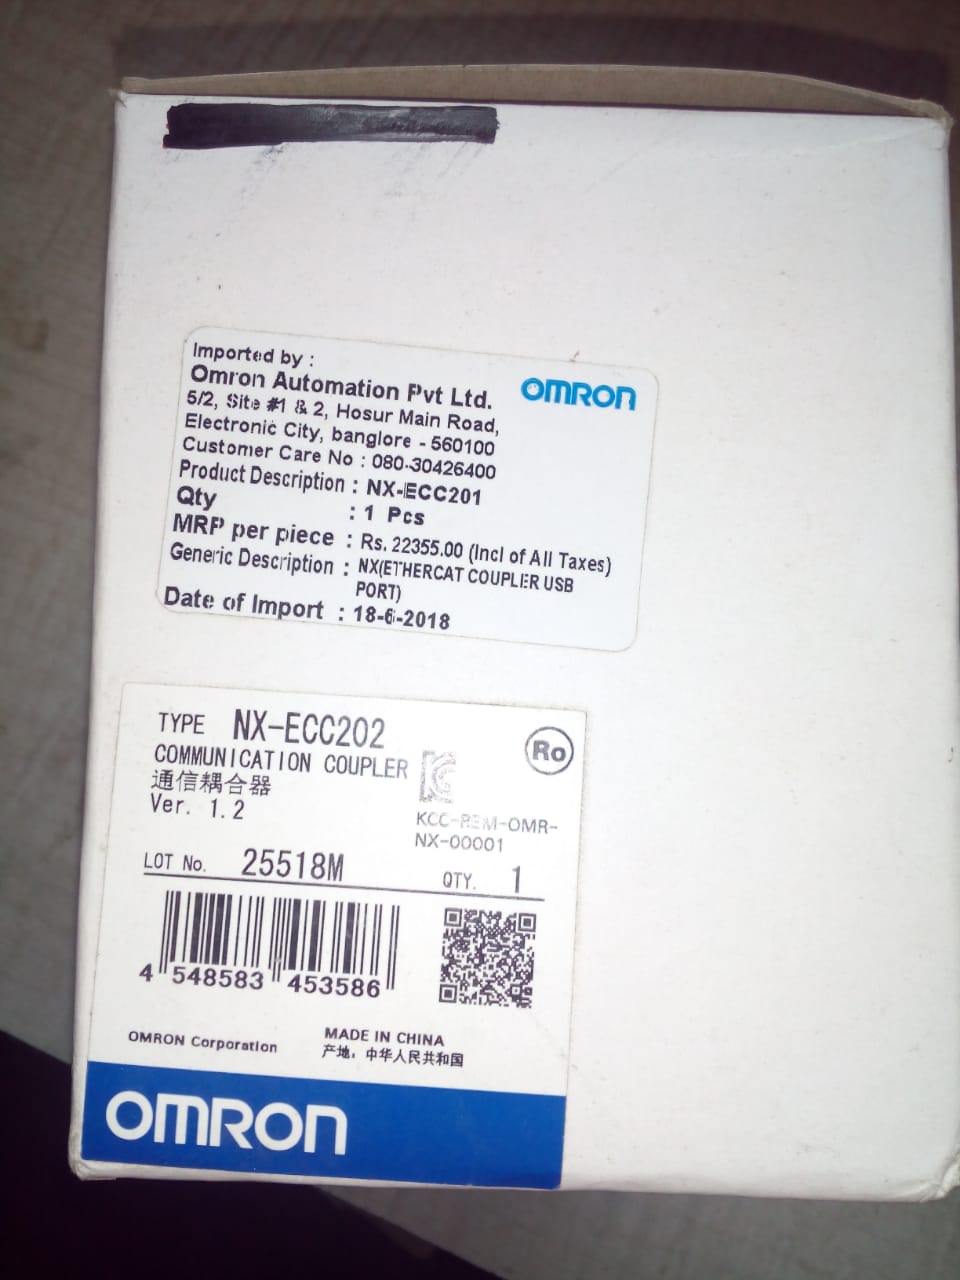 Imported by :
Omron Automation Pvt Ltd.
OMRON
5/2, Site #1 & 2, Hosur Main Road,
Electronic City, banglore - 560100
Customer Care No : 080-30426400
Product Description : NX-ECC201
Qty : 1 Pcs
MRP per piece : Rs. 22355.00 (Incl of All Taxes)
Generic Description : NX(ETHERCAT COUPLER USB
PORT)
Date of Import : 18-6-2018
TYPE NX-ECC202
Ro
COMMUNICATION COUPLER
通信耦合器
Ver. 1.2
KCC-REM-OMR-
NX-00001
LOT No. 25518M
QTY. 1
4 548583 453586
OMRON Corporation
MADE IN CHINA
产地: 中华人民共和国
OMRON